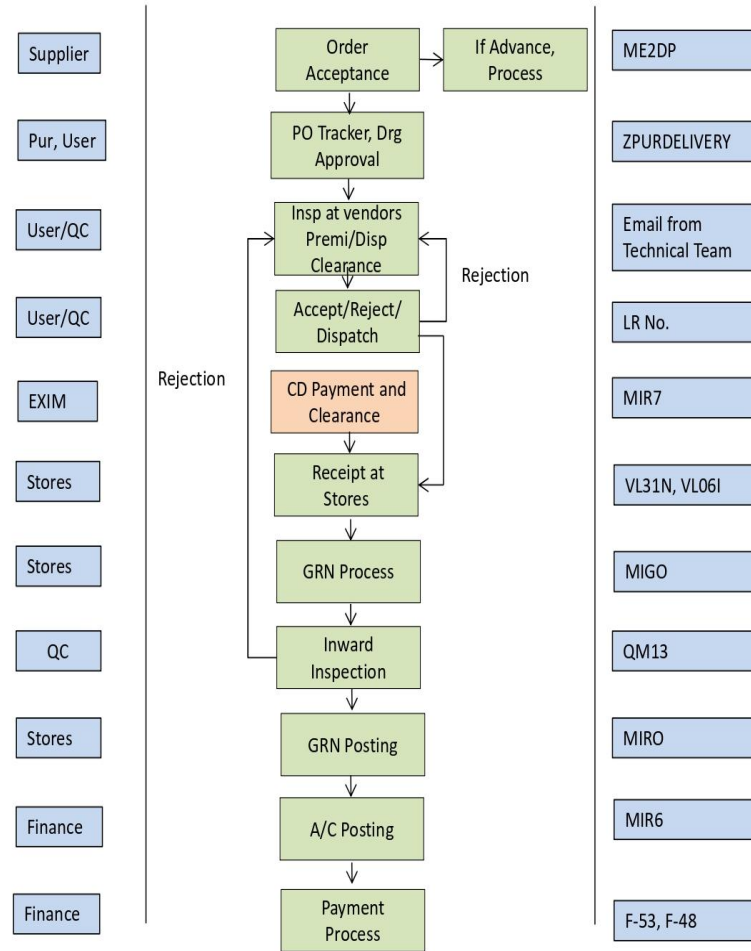 Supplier
Order
Acceptance
If Advance,
Process
ME2DP
Pur, User
PO Tracker, Drg
Approval
ZPURDELIVERY
User/QC
Insp at vendors
Premi/Disp
Clearance
Email from
Technical Team
Rejection
User/QC
Accept/Reject/
Dispatch
LR No.
Rejection
EXIM
CD Payment and
Clearance
MIR7
Stores
Receipt at
Stores
VL31N, VL06I
Stores
GRN Process
MIGO
QC
Inward
Inspection
QM13
Stores
GRN Posting
MIRO
Finance
A/C Posting
MIR6
Finance
Payment
Process
F-53, F-48